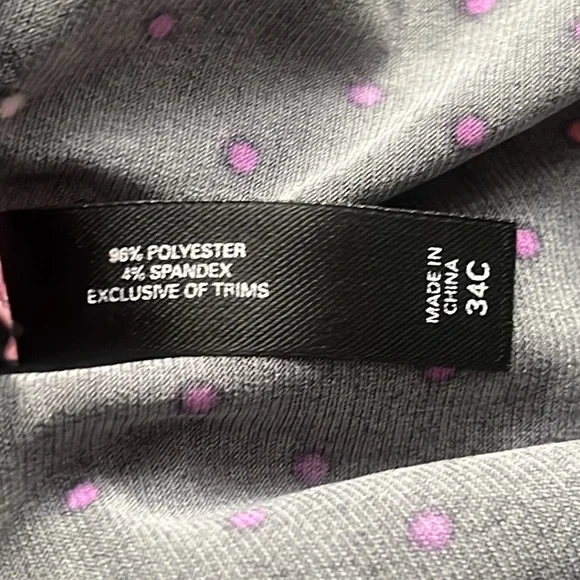 96% POLYESTER
4% SPANDEX
EXCLUSIVE OF TRIMS
MADE IN
CHINA
34C